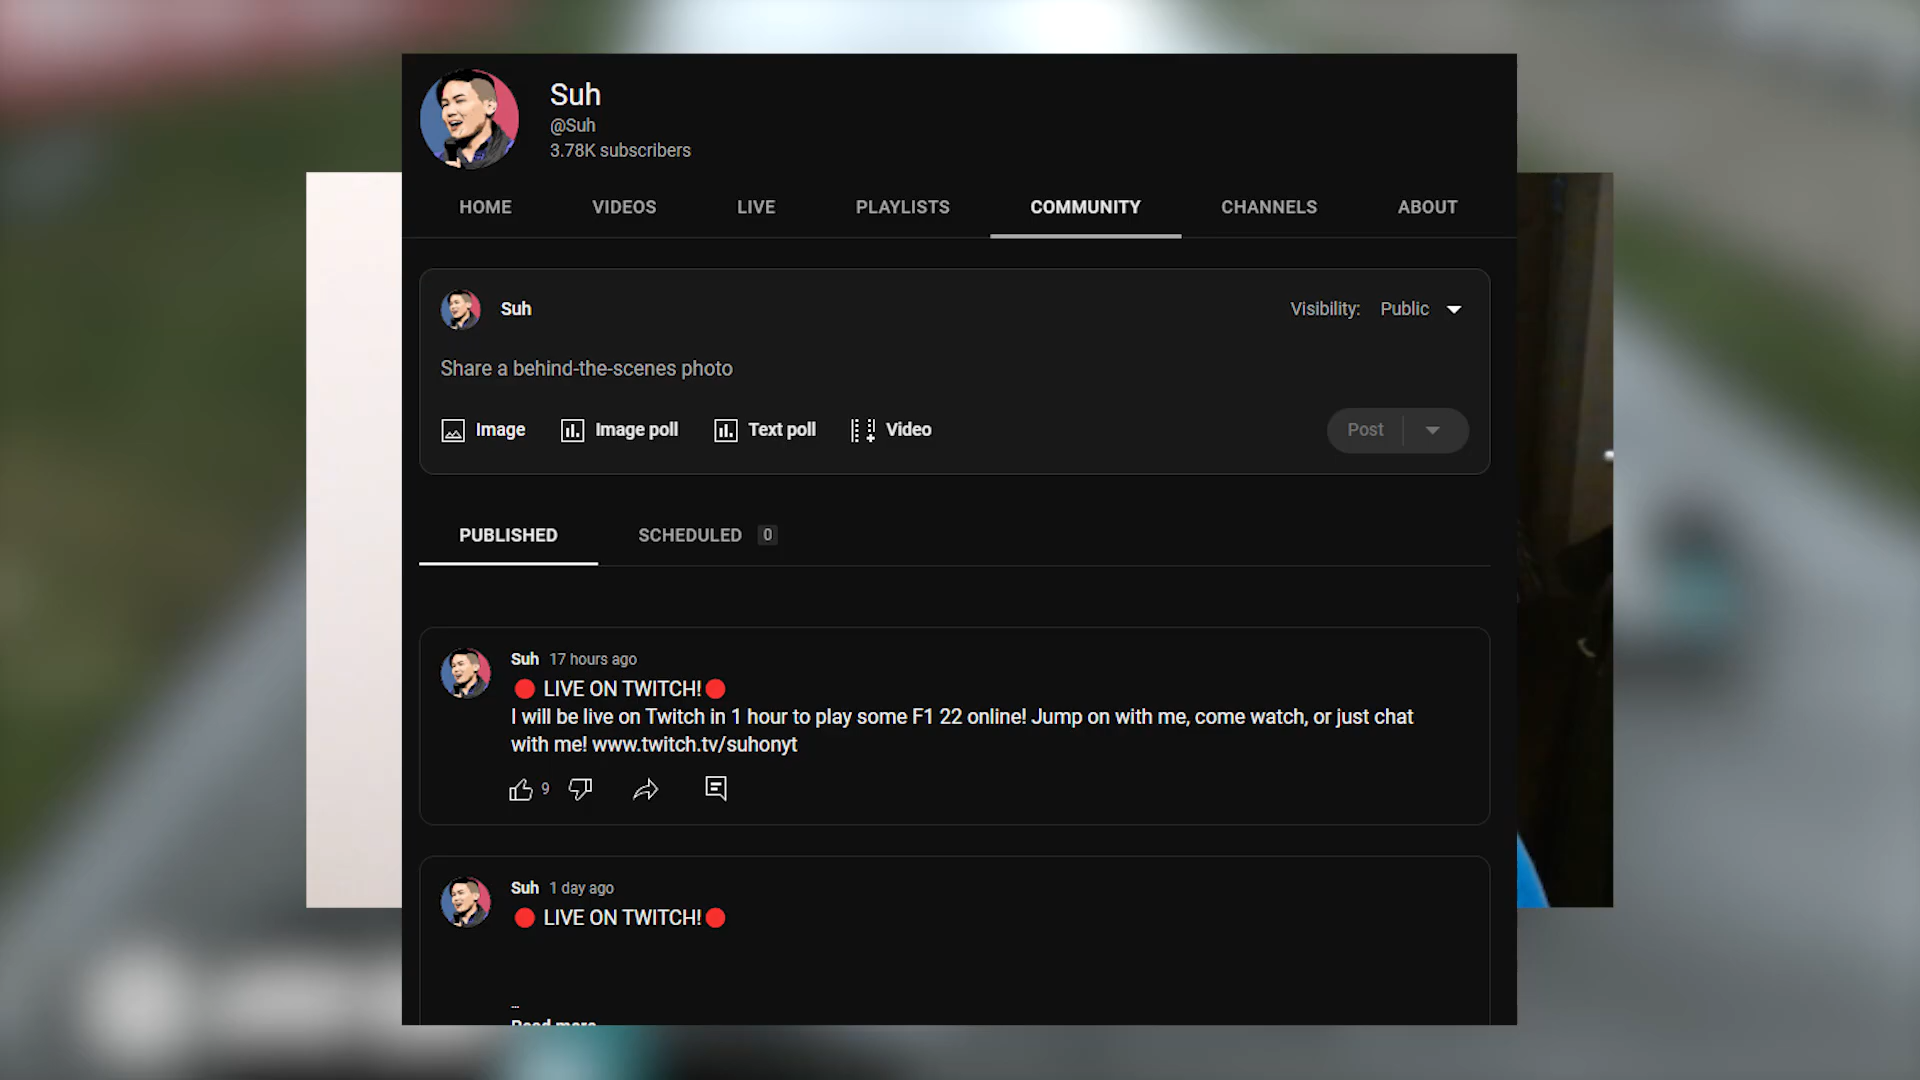 Suh
@Suh
3.78K subscribers
HOME VIDEOS LIVE PLAYLISTS COMMUNITY CHANNELS ABOUT
Suh Visibility: Public
Share a behind-the-scenes photo
Image Image poll Text poll Video Post
PUBLISHED SCHEDULED 0
Suh 17 hours ago
🔴 LIVE ON TWITCH!🔴
I will be live on Twitch in 1 hour to play some F1 22 online! Jump on with me, come watch, or just chat
with me! www.twitch.tv/suhonyt
9
Suh 1 day ago
🔴 LIVE ON TWITCH!🔴
...
Read more